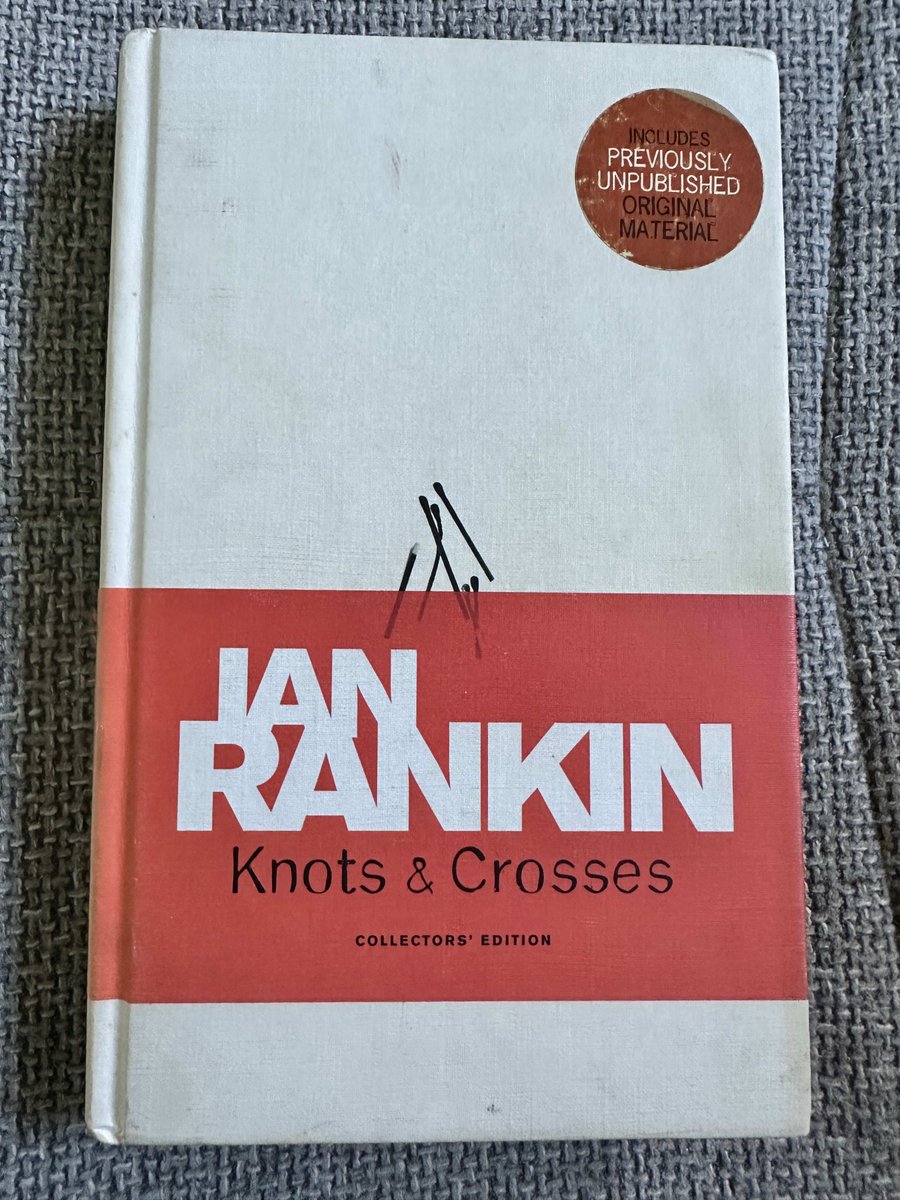 INCLUDES
PREVIOUSLY
UNPUBLISHED
ORIGINAL
MATERIAL
IAN
RANKIN
Knots & Crosses
COLLECTORS' EDITION